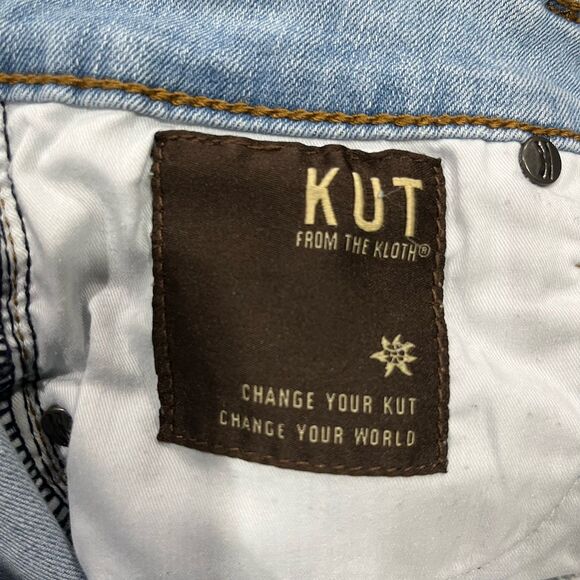 KUT
FROM THE KLOTH®
CHANGE YOUR KUT
CHANGE YOUR WORLD